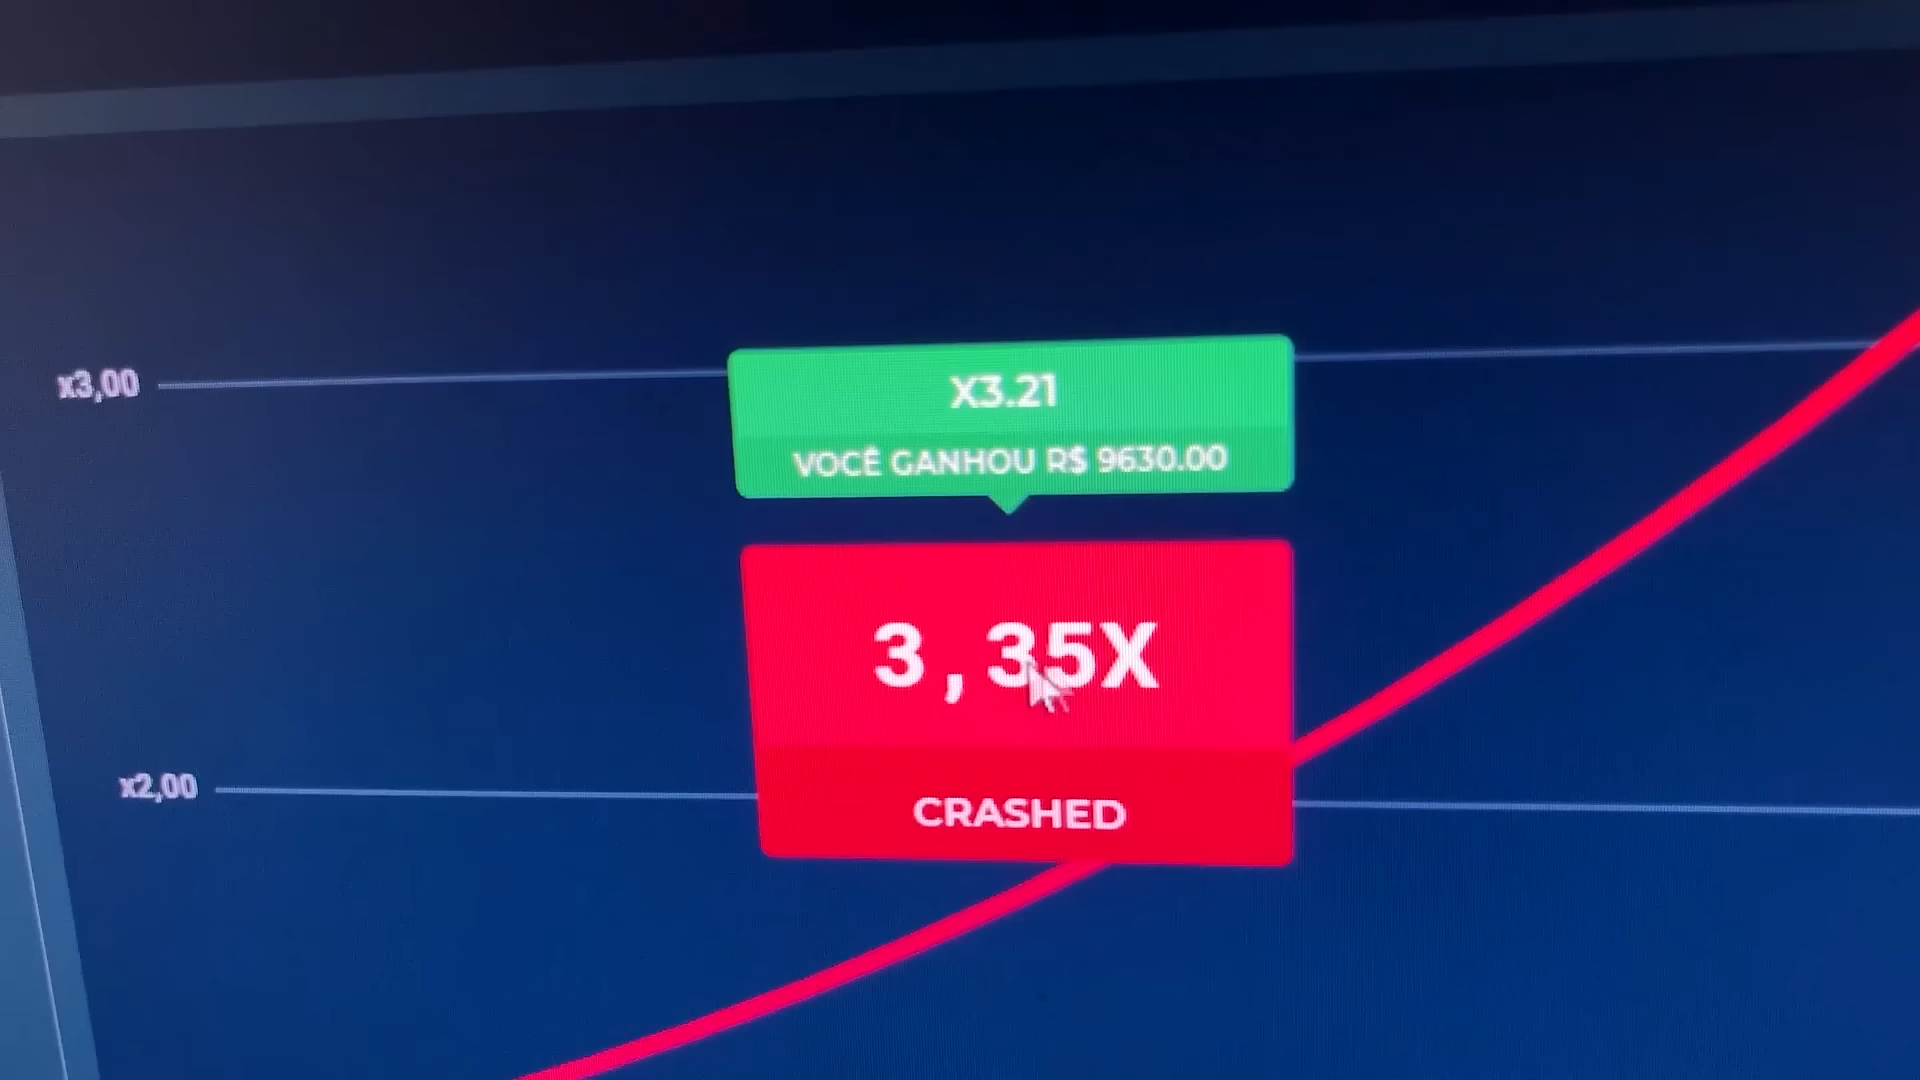 x3,00
X3.21
VOCÊ GANHOU R$ 9630.00
3,35X
x2,00
CRASHED